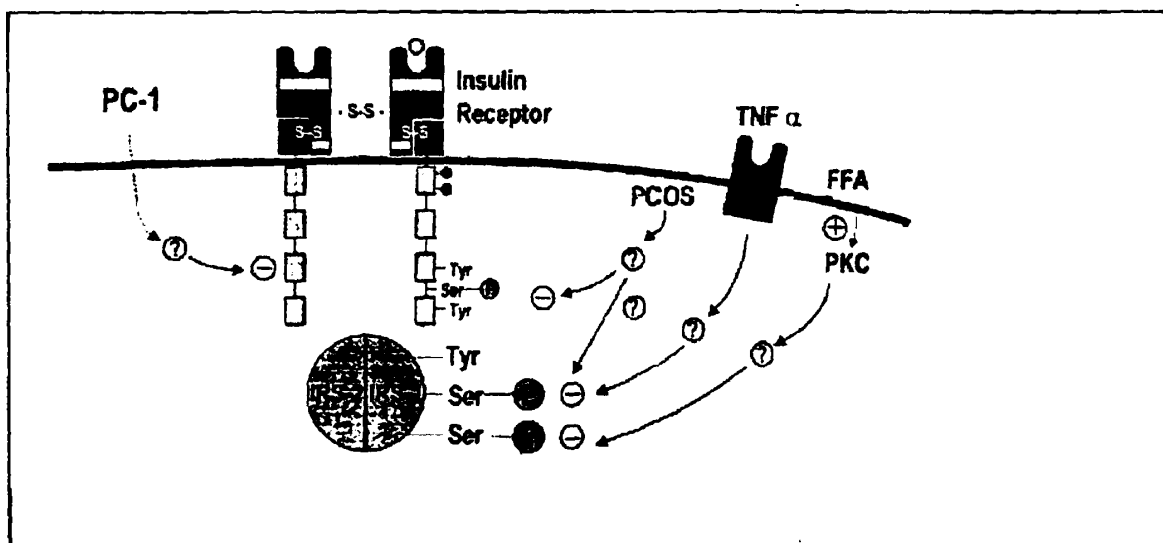 Insulin
Receptor
PC-1
S-S
S-S
S-S
TNF α
FFA
PCOS
PKC
+
?
−
?
?
−
Tyr
Ser
Tyr
?
?
Tyr
Ser
−
Ser
−